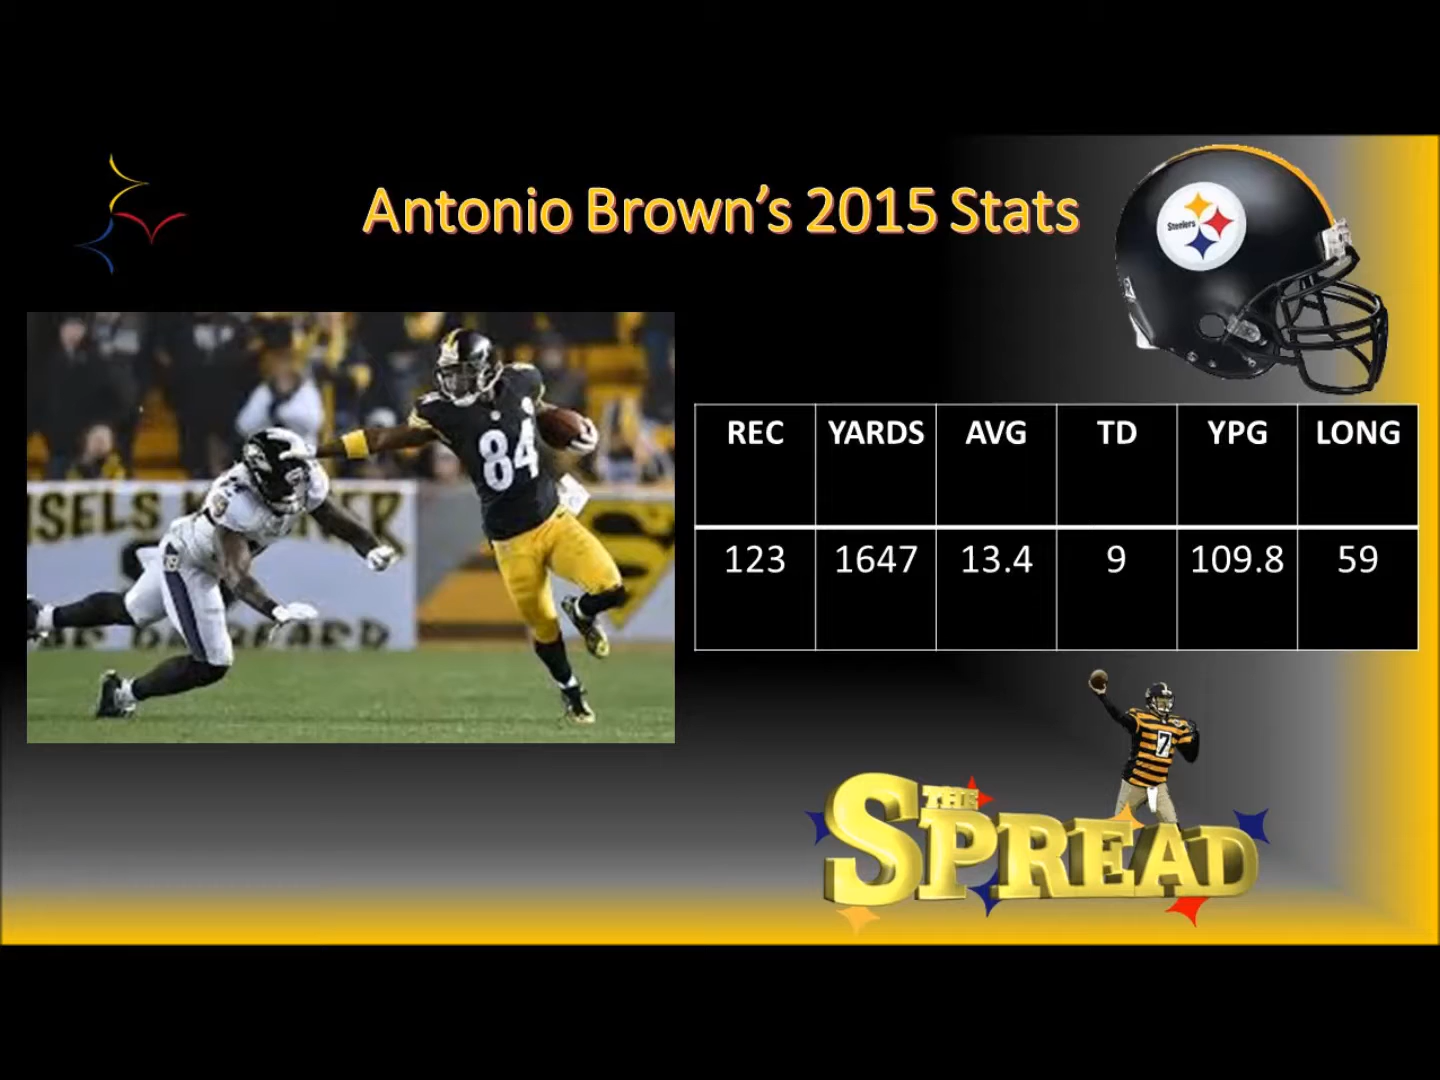 Antonio Brown's 2015 Stats
Steelers
84
REC YARDS AVG TD YPG LONG
123 1647 13.4 9 109.8 59
7
THE
SPREAD